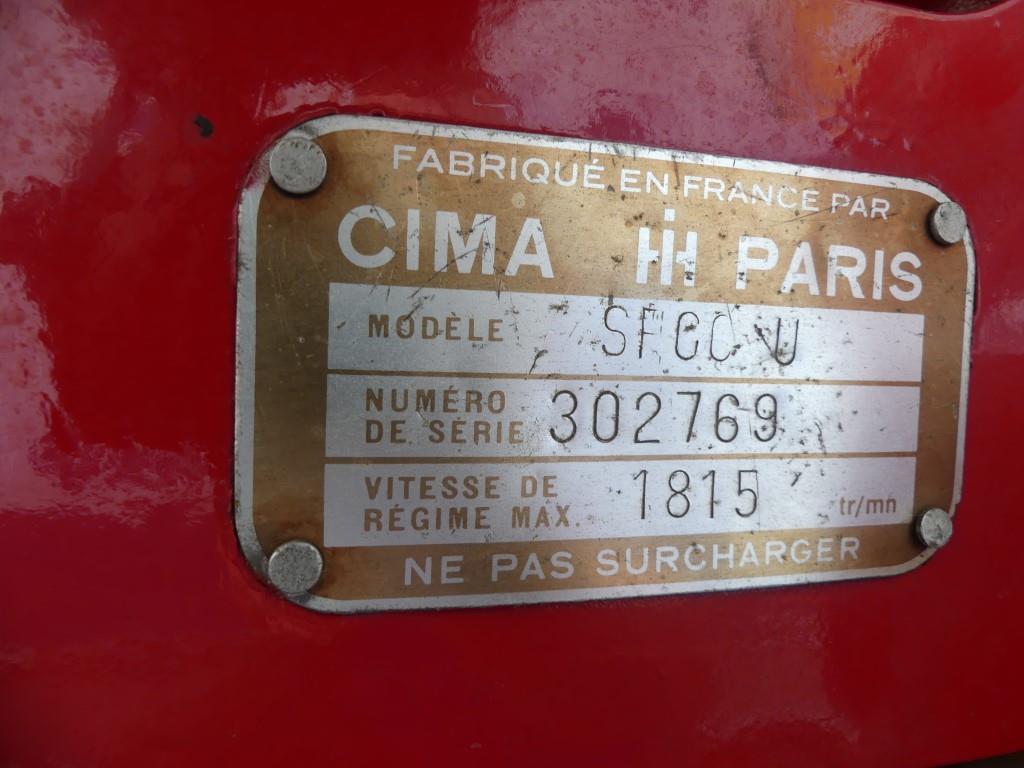 FABRIQUÉ EN FRANCE PAR
CIMA IH PARIS
MODÈLE SFCC-U
NUMÉRO
DE SÉRIE 302769
VITESSE DE
RÉGIME MAX. 1815 tr/mn
NE PAS SURCHARGER